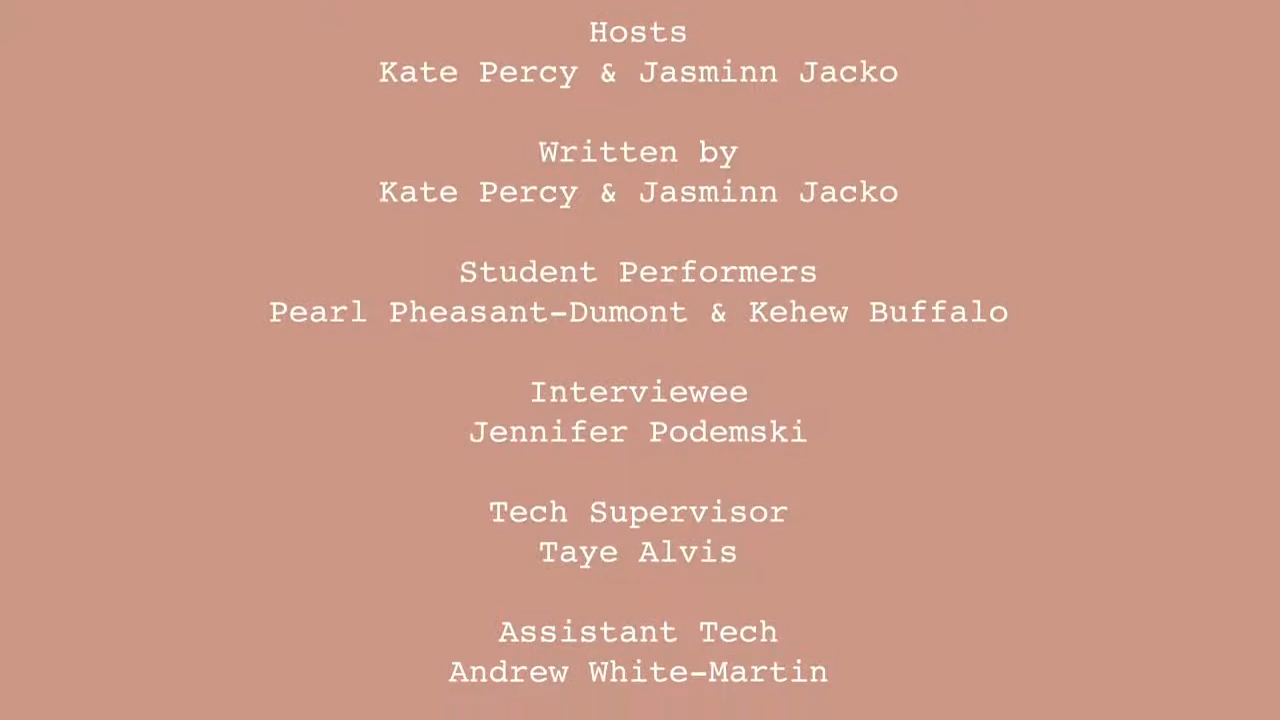 Hosts
Kate Percy & Jasminn Jacko
Written by
Kate Percy & Jasminn Jacko
Student Performers
Pearl Pheasant-Dumont & Kehew Buffalo
Interviewee
Jennifer Podemski
Tech Supervisor
Taye Alvis
Assistant Tech
Andrew White-Martin